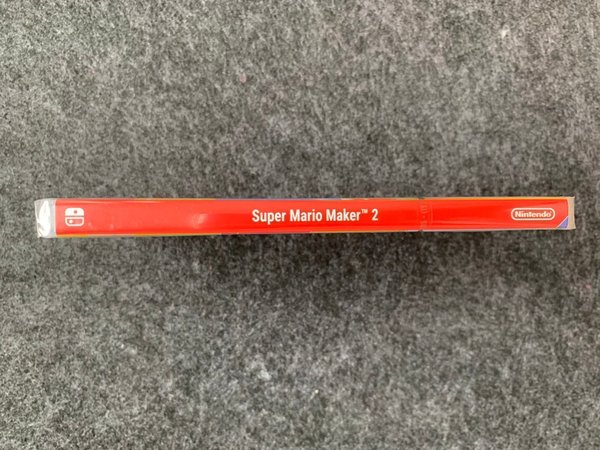 Super Mario Maker™ 2
Nintendo